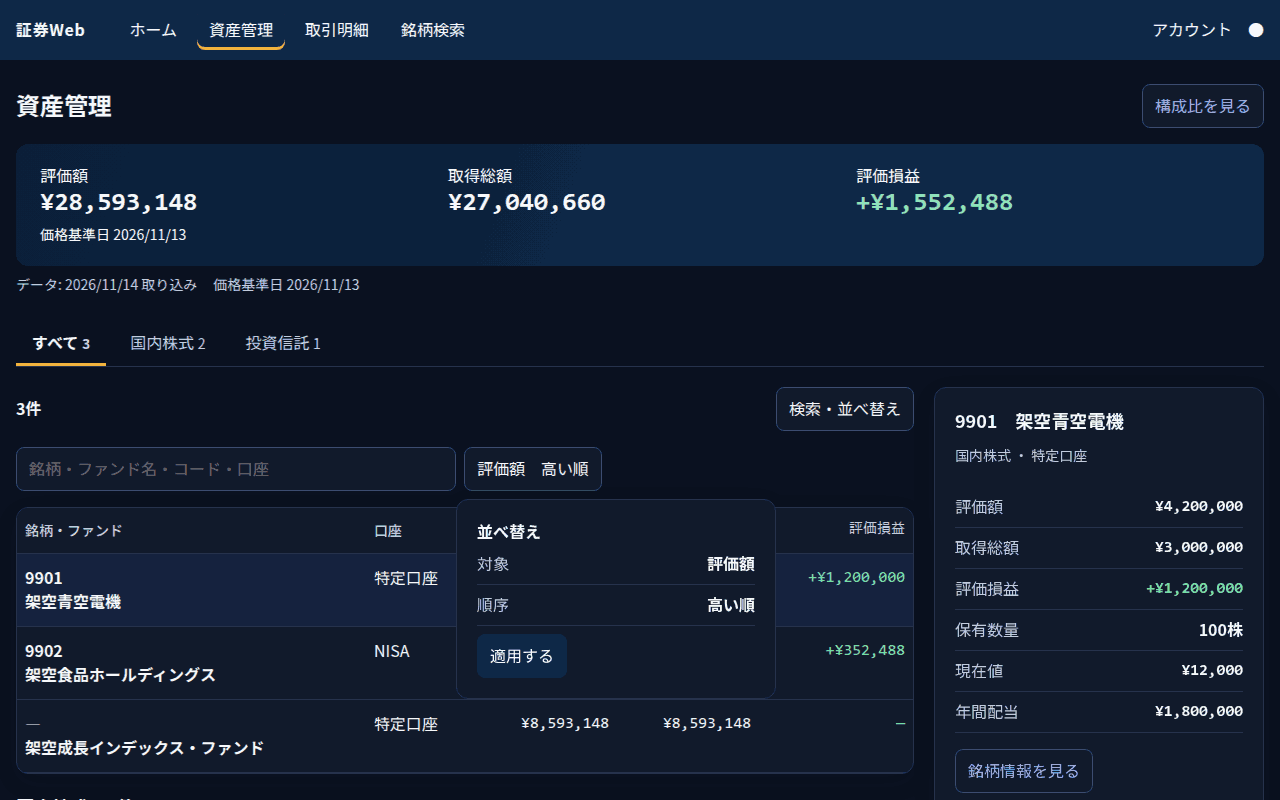 証券Web ホーム 資産管理 取引明細 銘柄検索 アカウント
資産管理 構成比を見る
評価額 取得総額 評価損益
¥28,593,148 ¥27,040,660 +¥1,552,488
価格基準日 2026/11/13
データ: 2026/11/14 取り込み 価格基準日 2026/11/13
すべて 3 国内株式 2 投資信託 1
3件 検索・並べ替え
銘柄・ファンド名・コード・口座 評価額 高い順
銘柄・ファンド 口座 評価損益
9901 特定口座 +¥1,200,000
架空青空電機
9902 NISA +¥352,488
架空食品ホールディングス
— 特定口座 ¥8,593,148 ¥8,593,148 —
架空成長インデックス・ファンド
並べ替え
対象 評価額
順序 高い順
適用する
9901 架空青空電機
国内株式 ・ 特定口座
評価額 ¥4,200,000
取得総額 ¥3,000,000
評価損益 +¥1,200,000
保有数量 100株
現在値 ¥12,000
年間配当 ¥1,800,000
銘柄情報を見る